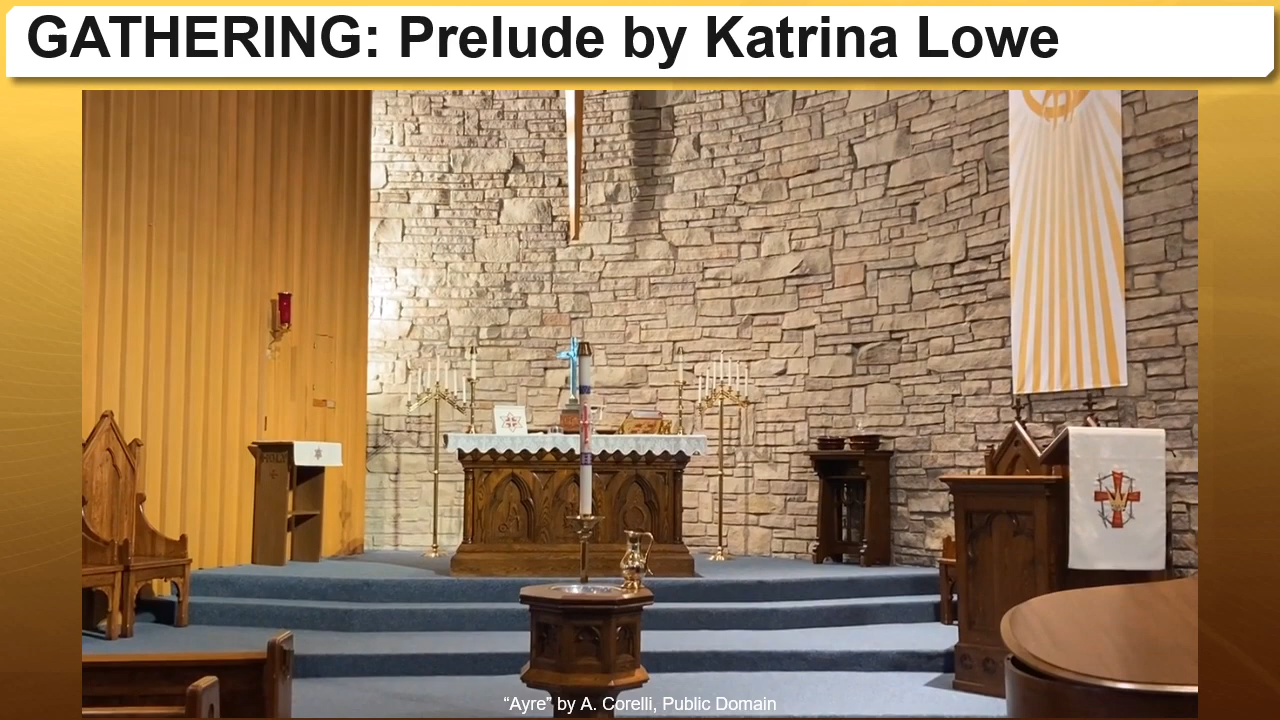 GATHERING: Prelude by Katrina Lowe
“Ayre” by A. Corelli, Public Domain